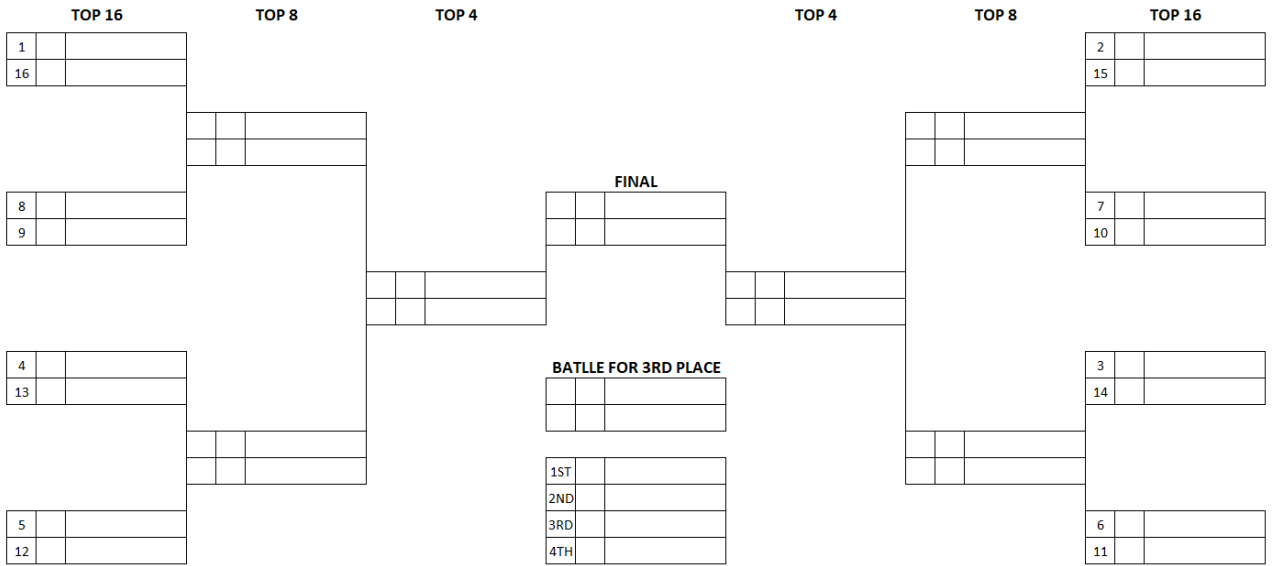 TOP 16 TOP 8 TOP 4 TOP 4 TOP 8 TOP 16
1 2
16 15
8 FINAL 7
9 10
4 BATLLE FOR 3RD PLACE 3
13 14
1ST
2ND
5 3RD 6
12 4TH 11